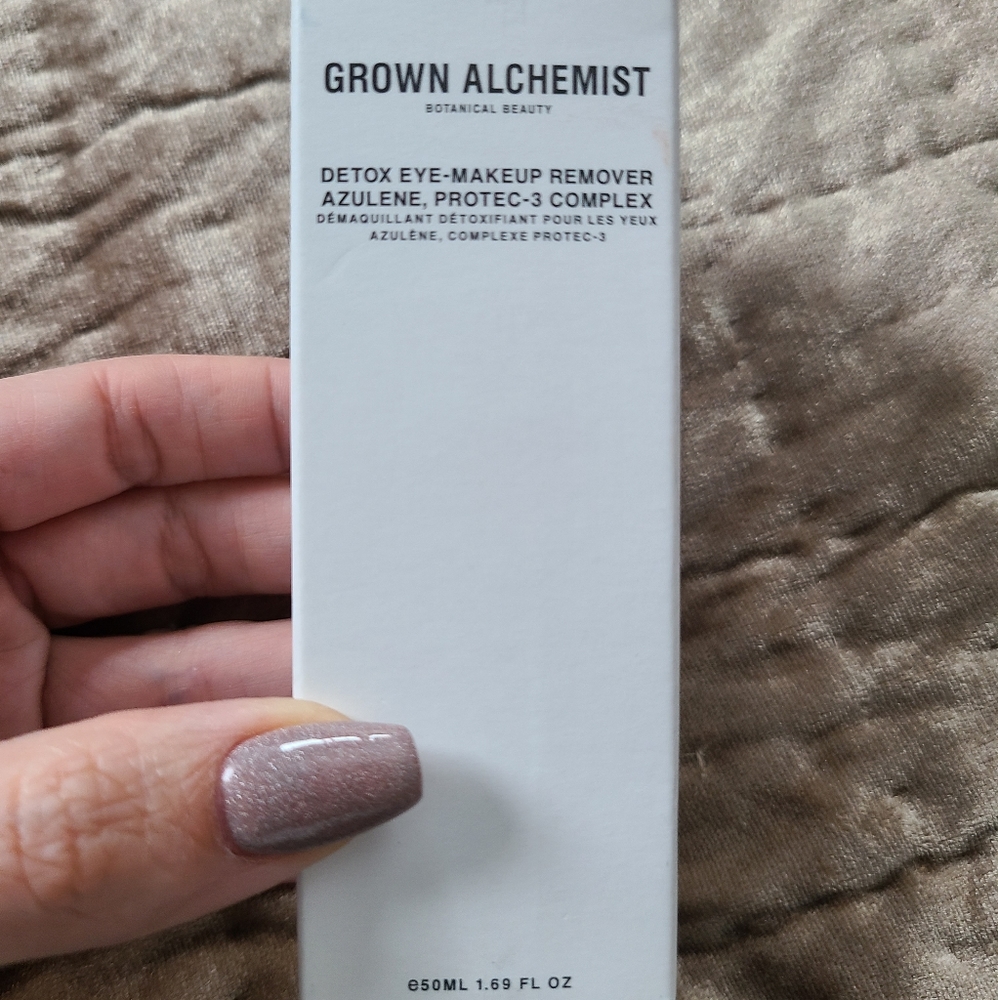 GROWN ALCHEMIST
BOTANICAL BEAUTY
DETOX EYE-MAKEUP REMOVER
AZULENE, PROTEC-3 COMPLEX
DÉMAQUILLANT DÉTOXIFIANT POUR LES YEUX
AZULÈNE, COMPLEXE PROTEC-3
℮50ML 1.69 FL OZ